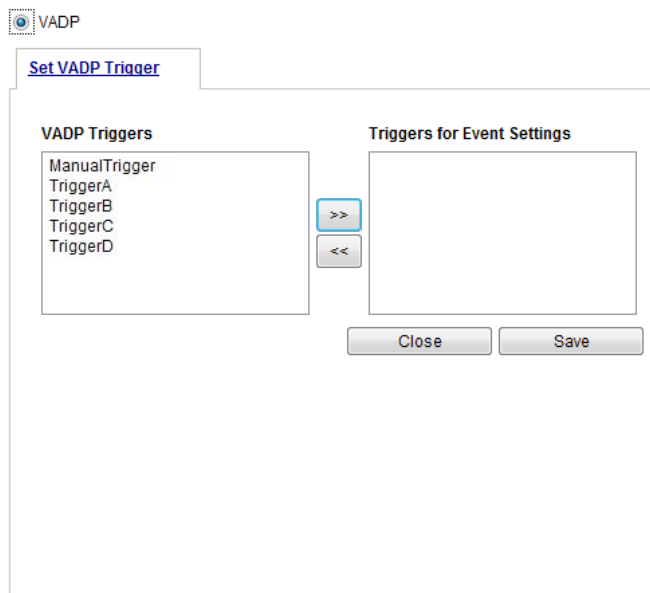 VADP
Set VADP Trigger
VADP Triggers
Triggers for Event Settings
ManualTrigger
TriggerA
TriggerB
TriggerC
TriggerD
>>
<<
Close
Save